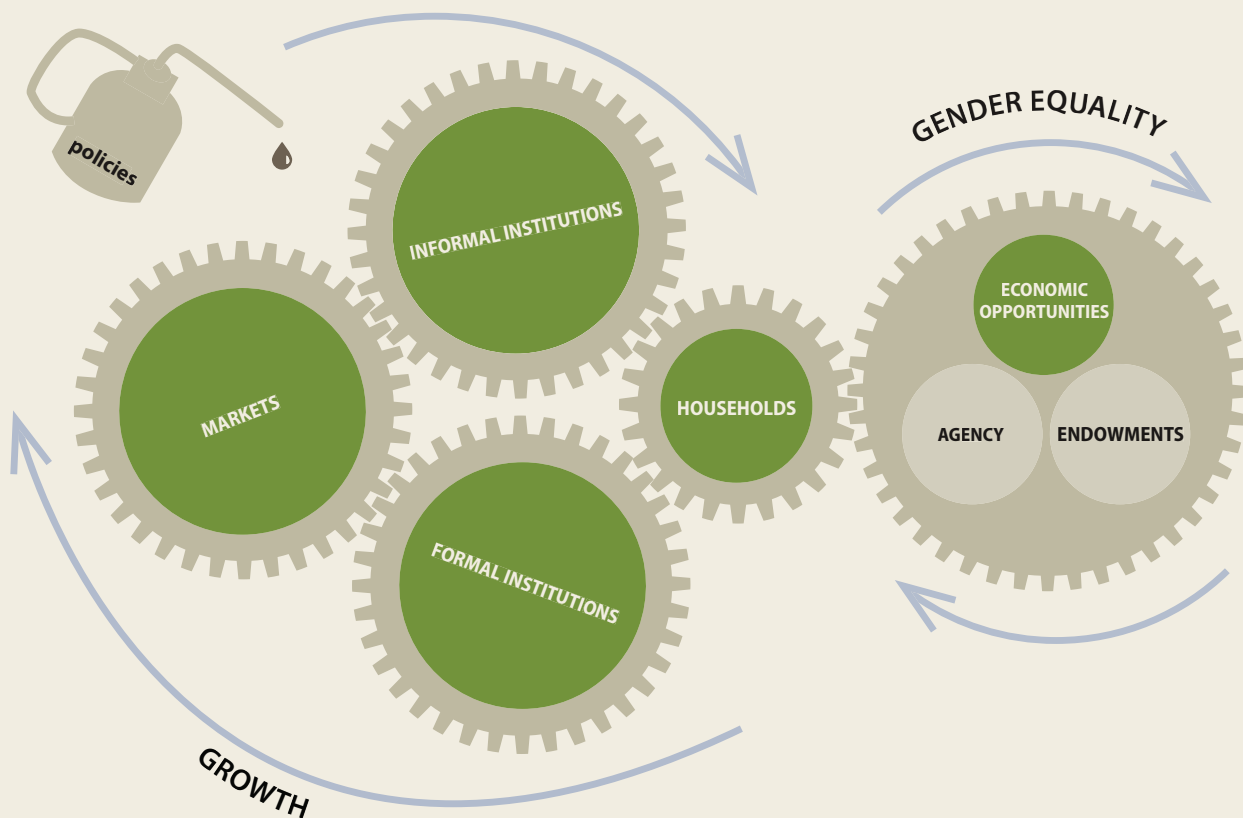 policies
GENDER EQUALITY
INFORMAL INSTITUTIONS
ECONOMIC
OPPORTUNITIES
MARKETS
HOUSEHOLDS
AGENCY
ENDOWMENTS
FORMAL INSTITUTIONS
GROWTH